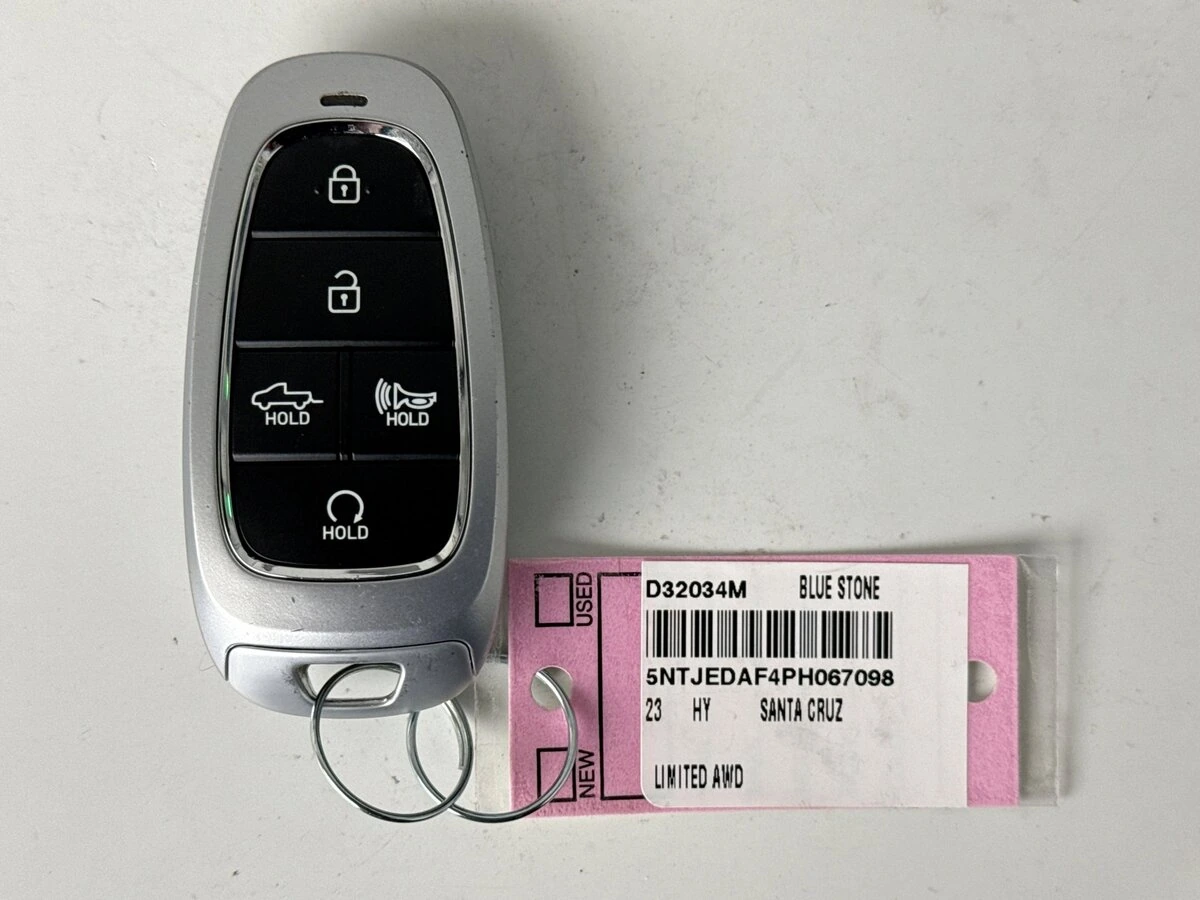 HOLD
HOLD
HOLD
USED
NEW
D32034M BLUE STONE
5NTJEDAF4PH067098
23 HY SANTA CRUZ
LIMITED AWD